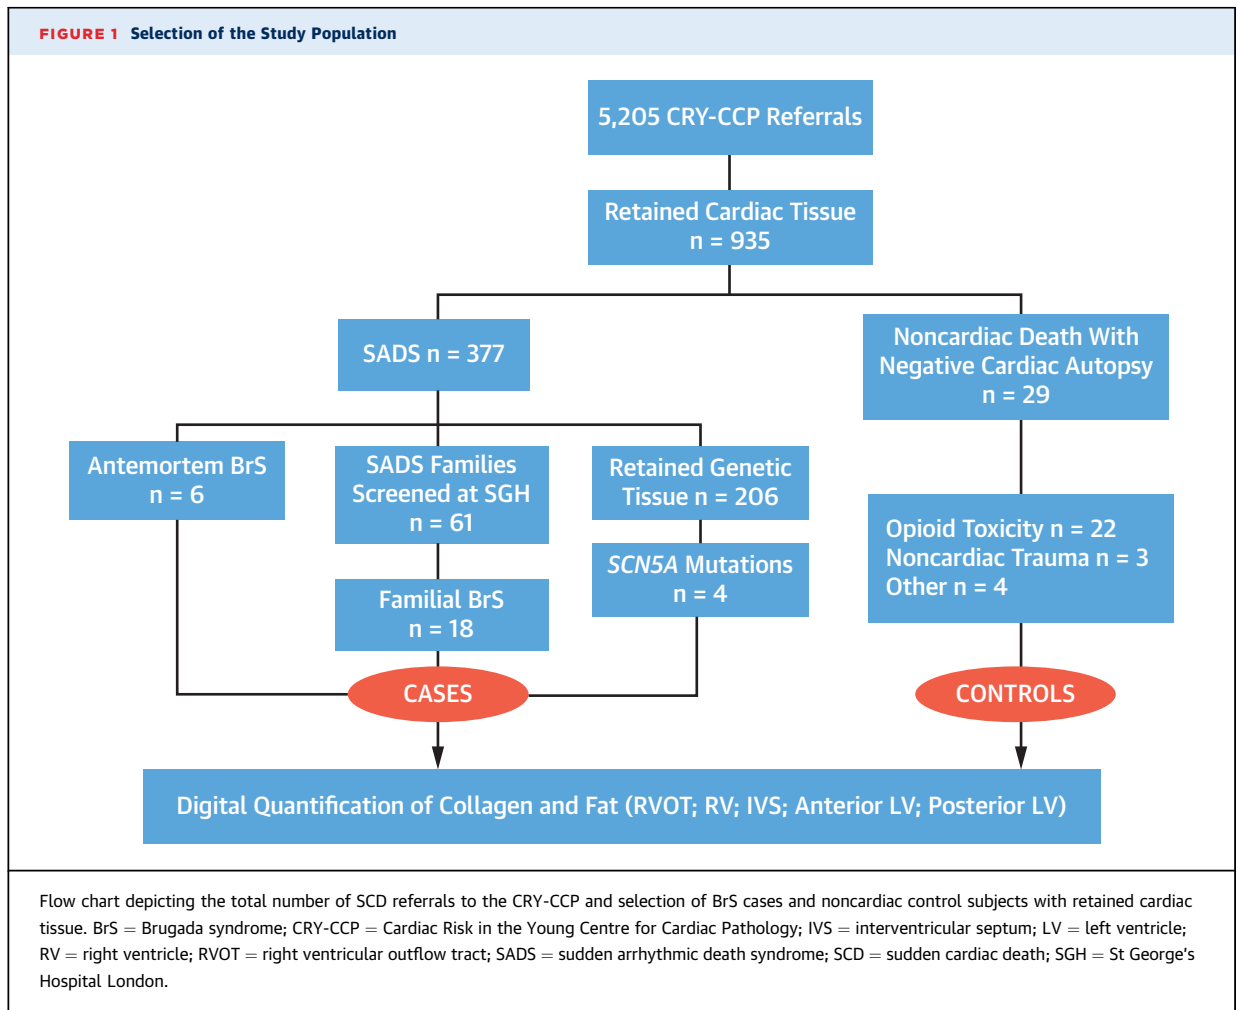 FIGURE 1 Selection of the Study Population
5,205 CRY-CCP Referrals
Retained Cardiac Tissue
n = 935
SADS n = 377
Noncardiac Death With
Negative Cardiac Autopsy
n = 29
Antemortem BrS
n = 6
SADS Families
Screened at SGH
n = 61
Retained Genetic
Tissue n = 206
Familial BrS
n = 18
SCN5A Mutations
n = 4
Opioid Toxicity n = 22
Noncardiac Trauma n = 3
Other n = 4
CASES
CONTROLS
Digital Quantification of Collagen and Fat (RVOT; RV; IVS; Anterior LV; Posterior LV)
Flow chart depicting the total number of SCD referrals to the CRY-CCP and selection of BrS cases and noncardiac control subjects with retained cardiac
tissue. BrS = Brugada syndrome; CRY-CCP = Cardiac Risk in the Young Centre for Cardiac Pathology; IVS = interventricular septum; LV = left ventricle;
RV = right ventricle; RVOT = right ventricular outflow tract; SADS = sudden arrhythmic death syndrome; SCD = sudden cardiac death; SGH = St George's
Hospital London.